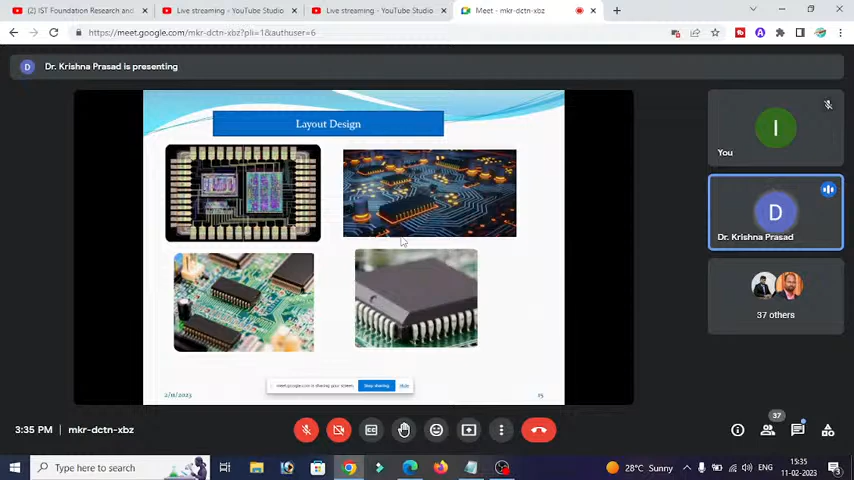 (2) IST Foundation Research and
Live streaming - YouTube Studio
Live streaming - YouTube Studio
Meet - mkr-dctn-xbz
https://meet.google.com/mkr-dctn-xbz?pli=1&authuser=6
D
Dr. Krishna Prasad is presenting
Layout Design
I
You
D
Dr. Krishna Prasad
37 others
meet.google.com is sharing your screen.
Stop sharing
Hide
2/11/2023
15
3:35 PM
mkr-dctn-xbz
37
Type here to search
28°C Sunny
ENG
15:35
11-02-2023
3